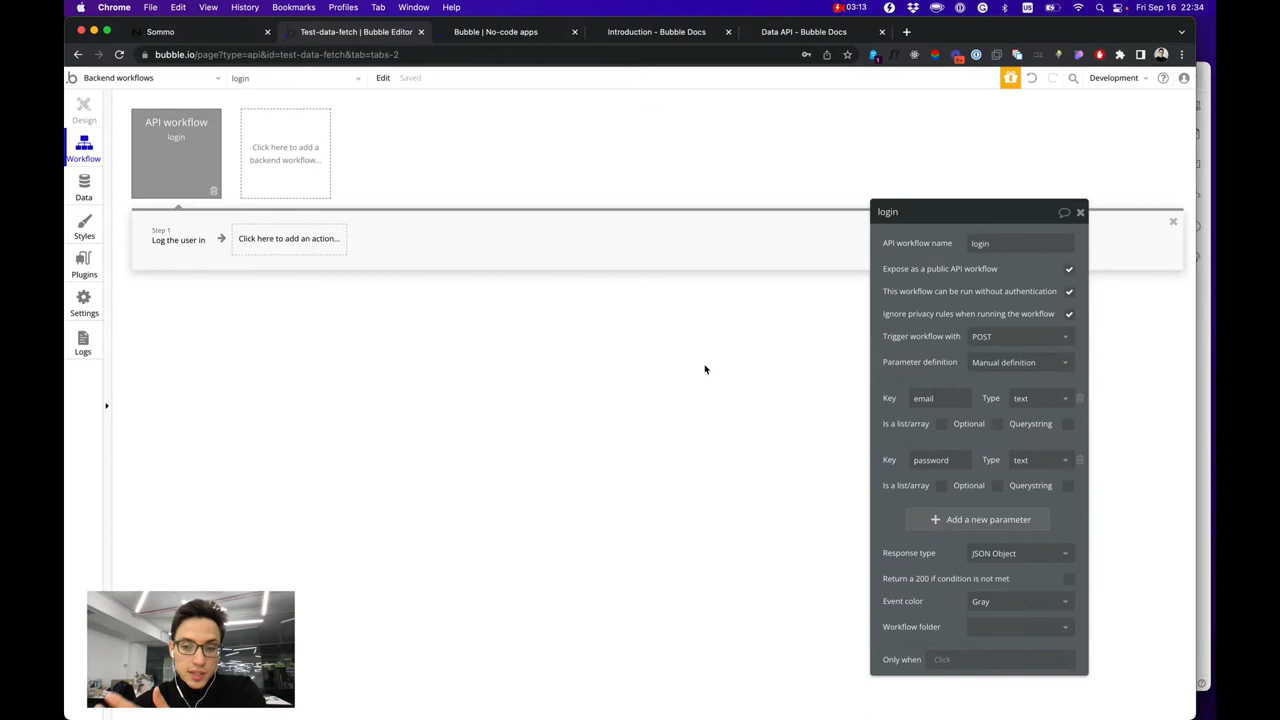 Chrome File Edit View History Bookmarks Profiles Tab Window Help
03:13
Fri Sep 16 22:34
Sommo
Test-data-fetch | Bubble Editor
Bubble | No-code apps
Introduction - Bubble Docs
Data API - Bubble Docs
bubble.io/page?type=api&id=test-data-fetch&tab=tabs-2
Backend workflows
login
Edit
Saved
Development
Design
Workflow
Data
Styles
Plugins
Settings
Logs
API workflow
login
Click here to add a
backend workflow...
Step 1
Log the user in
Click here to add an action...
login
API workflow name login
Expose as a public API workflow
This workflow can be run without authentication
Ignore privacy rules when running the workflow
Trigger workflow with POST
Parameter definition Manual definition
Key email Type text
Is a list/array Optional Querystring
Key password Type text
Is a list/array Optional Querystring
+ Add a new parameter
Response type JSON Object
Return a 200 if condition is not met
Event color Gray
Workflow folder
Only when Click